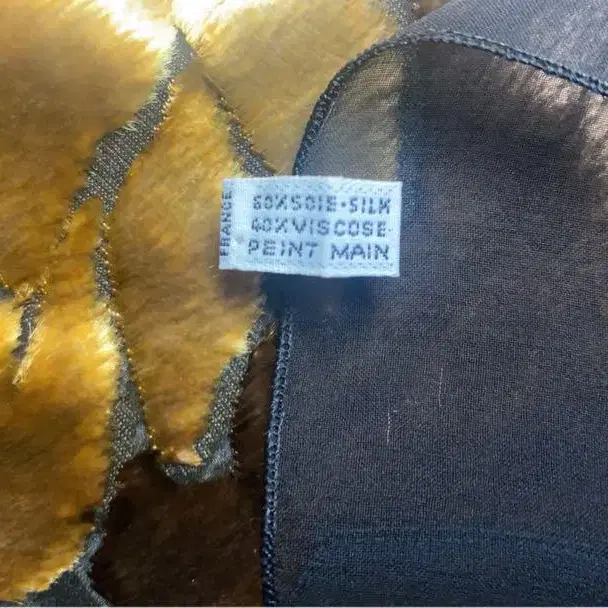 FRANCE
60%SOIE·SILK
40%VISCOSE
PEINT MAIN